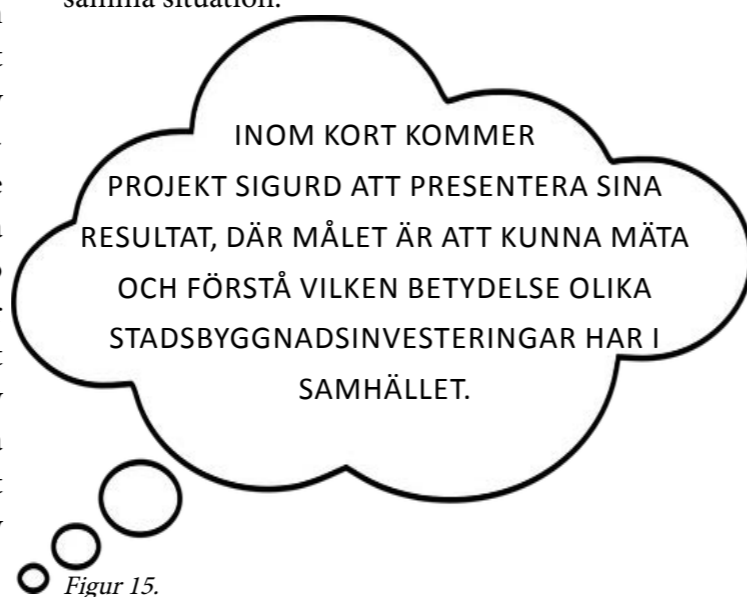 samma situation.
INOM KORT KOMMER
PROJEKT SIGURD ATT PRESENTERA SINA
RESULTAT, DÄR MÅLET ÄR ATT KUNNA MÄTA
OCH FÖRSTÅ VILKEN BETYDELSE OLIKA
STADSBYGGNADSINVESTERINGAR HAR I
SAMHÄLLET.
Figur 15.